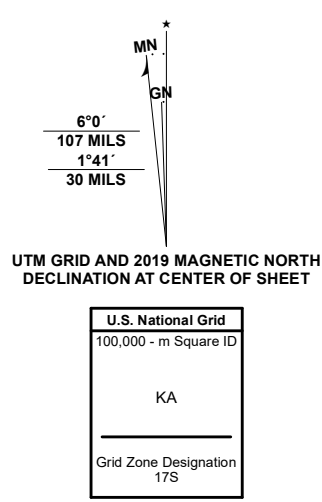 ★
MN
GN
6°0´
107 MILS
1°41´
30 MILS
UTM GRID AND 2019 MAGNETIC NORTH
DECLINATION AT CENTER OF SHEET
U.S. National Grid
100,000 - m Square ID
KA
Grid Zone Designation
17S